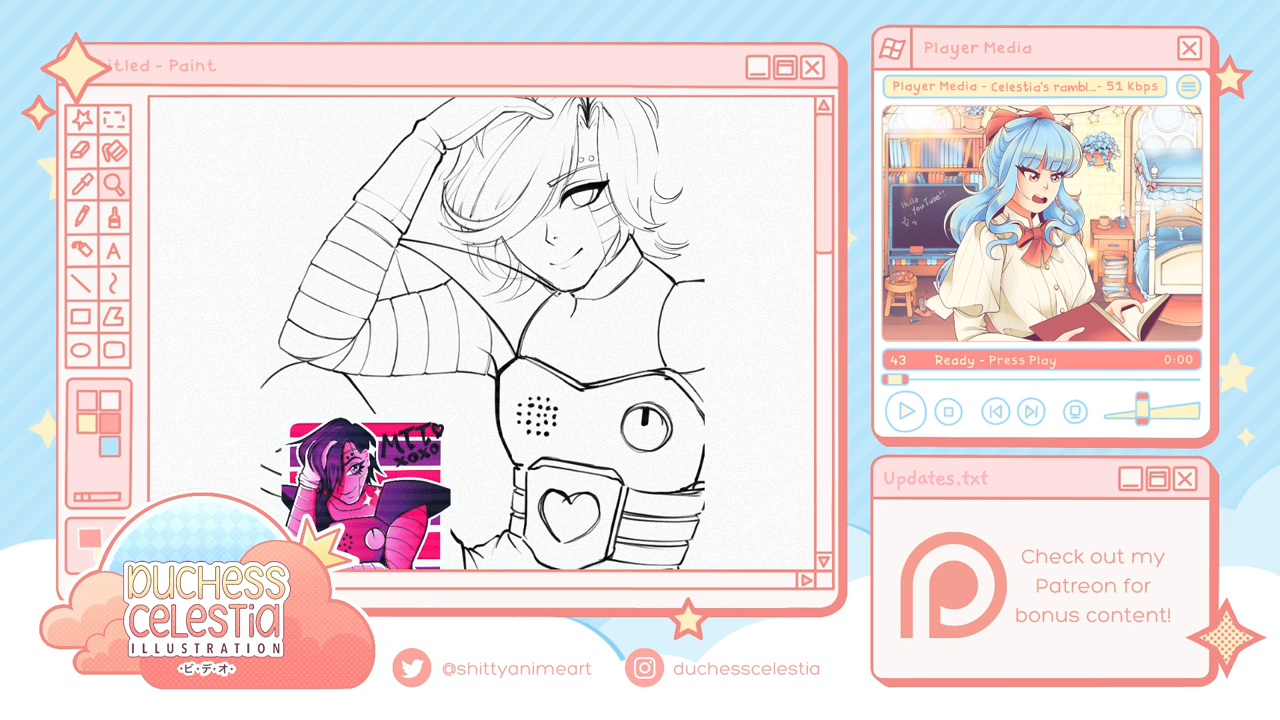 itled - Paint
Player Media
Player Media - Celestia's rambl...- 51 Kbps
Hello
YouTube!!
MTT
xoxo
43 Ready - Press Play 0:00
Updates.txt
Check out my
Patreon for
bonus content!
DUCHESS
CELESTIA
ILLUSTRATION
·ビ·デ·オ·
@shittyanimeart
duchesscelestia
A